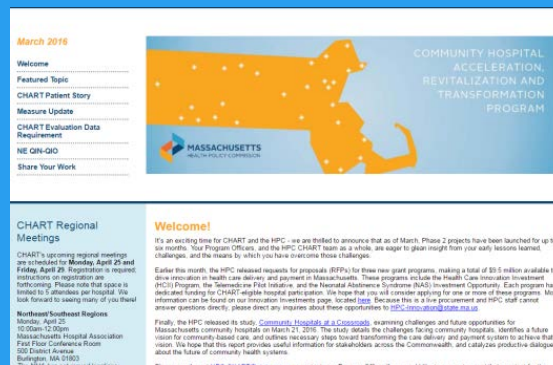 March 2016
Welcome
Featured Topic
CHART Patient Story
Measure Update
CHART Evaluation Data
Requirement
NE QIN-QIO
Share Your Work
COMMUNITY HOSPITAL
ACCELERATION,
REVITALIZATION AND
TRANSFORMATION
PROGRAM
MASSACHUSETTS
HEALTH POLICY COMMISSION
CHART Regional
Meetings
CHART's upcoming regional meetings
are scheduled for Monday, April 25 and
Friday, April 29. Registration is required;
instructions on registration are
forthcoming. Please note that space is
limited to 5 attendees per hospital. We
look forward to seeing many of you there!
Northeast/Southeast Regions
Monday, April 25
10:00am-12:00pm
Massachusetts Hospital Association
First Floor Conference Room
500 District Avenue
Burlington, MA 01803
Welcome!
It's an exciting time for CHART and the HPC - we are thrilled to announce that as of March, Phase 2 projects have been launched for up to
six months. Your Program Officers, and the HPC CHART team as a whole, are eager to glean insight from your early lessons learned,
challenges, and the means by which you have overcome those challenges.
Earlier this month, the HPC released requests for proposals (RFPs) for three new grant programs, making a total of $5.5 million available to
drive innovation in health care delivery and payment in Massachusetts. These programs include the Health Care Innovation Investment
(HCII) Program, the Telemedicine Pilot Initiative, and the Neonatal Abstinence Syndrome (NAS) Investment Opportunity. Each program has
dedicated funding for CHART-eligible hospital participation. We hope that you will consider applying for one or more of these programs. More
information can be found on our Innovation Investments page, located here. Because this is a live procurement and HPC staff cannot
answer questions directly, please direct any inquiries about these opportunities to HPC-Innovation@state.ma.us.
Finally, the HPC released its study, Community Hospitals at a Crossroads, examining challenges and future opportunities for
Massachusetts community hospitals on March 21, 2016. The study details the challenges facing community hospitals, identifies a future
vision for community-based care, and outlines necessary steps toward transforming the care delivery and payment system to achieve that
vision. We hope that this report provides useful information for stakeholders across the Commonwealth, and catalyzes productive dialogue
about the future of community health systems.